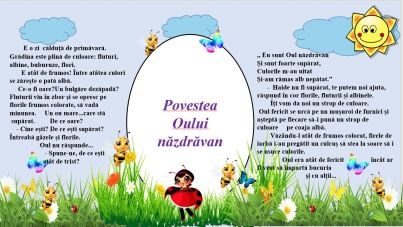 E o zi călduță de primăvară.
Grădina este plină de culoare: fluturi,
albine, buburuze, flori.
E atât de frumos! Între atâtea culori
se zărește o pată albă.
Ce-o fi oare?Un bulgăre dezăpadă?
Fluturii vin în zbor și se opresc pe
florile frumos colorate, să vadă
minunea. Un ou mare...care stă
supărat. De ce oare?
- Cine ești? De ce ești supărat?
Întreabă gâzele și florile.
Oul nu răspunde...
- Spune-ne, de ce ești
atât de trist?
Povestea
Oului
năzdrăvan
„ Eu sunt Oul năzdrăvan
Și sunt foarte supărat,
Culorile m-au uitat
Și-am rămas alb nepătat.”
- Haide nu fi supărat, te putem noi ajuta,
răspund în cor florile, fluturii și albinele.
Îți vom da noi un strop de culoare.
Oul fericit se urcă pe un mușuroi de furnici și
așteaptă pe fiecare să-i pună un strop de
culoare pe coaja albă.
Văzându-l atât de frumos colorat, firele de
iarbă i-au pregătit un culcuș să stea la soare să i
se usuce culorile.
Oul era atât de fericit încât ar
vrut să împartă bucuria
și cu alții...